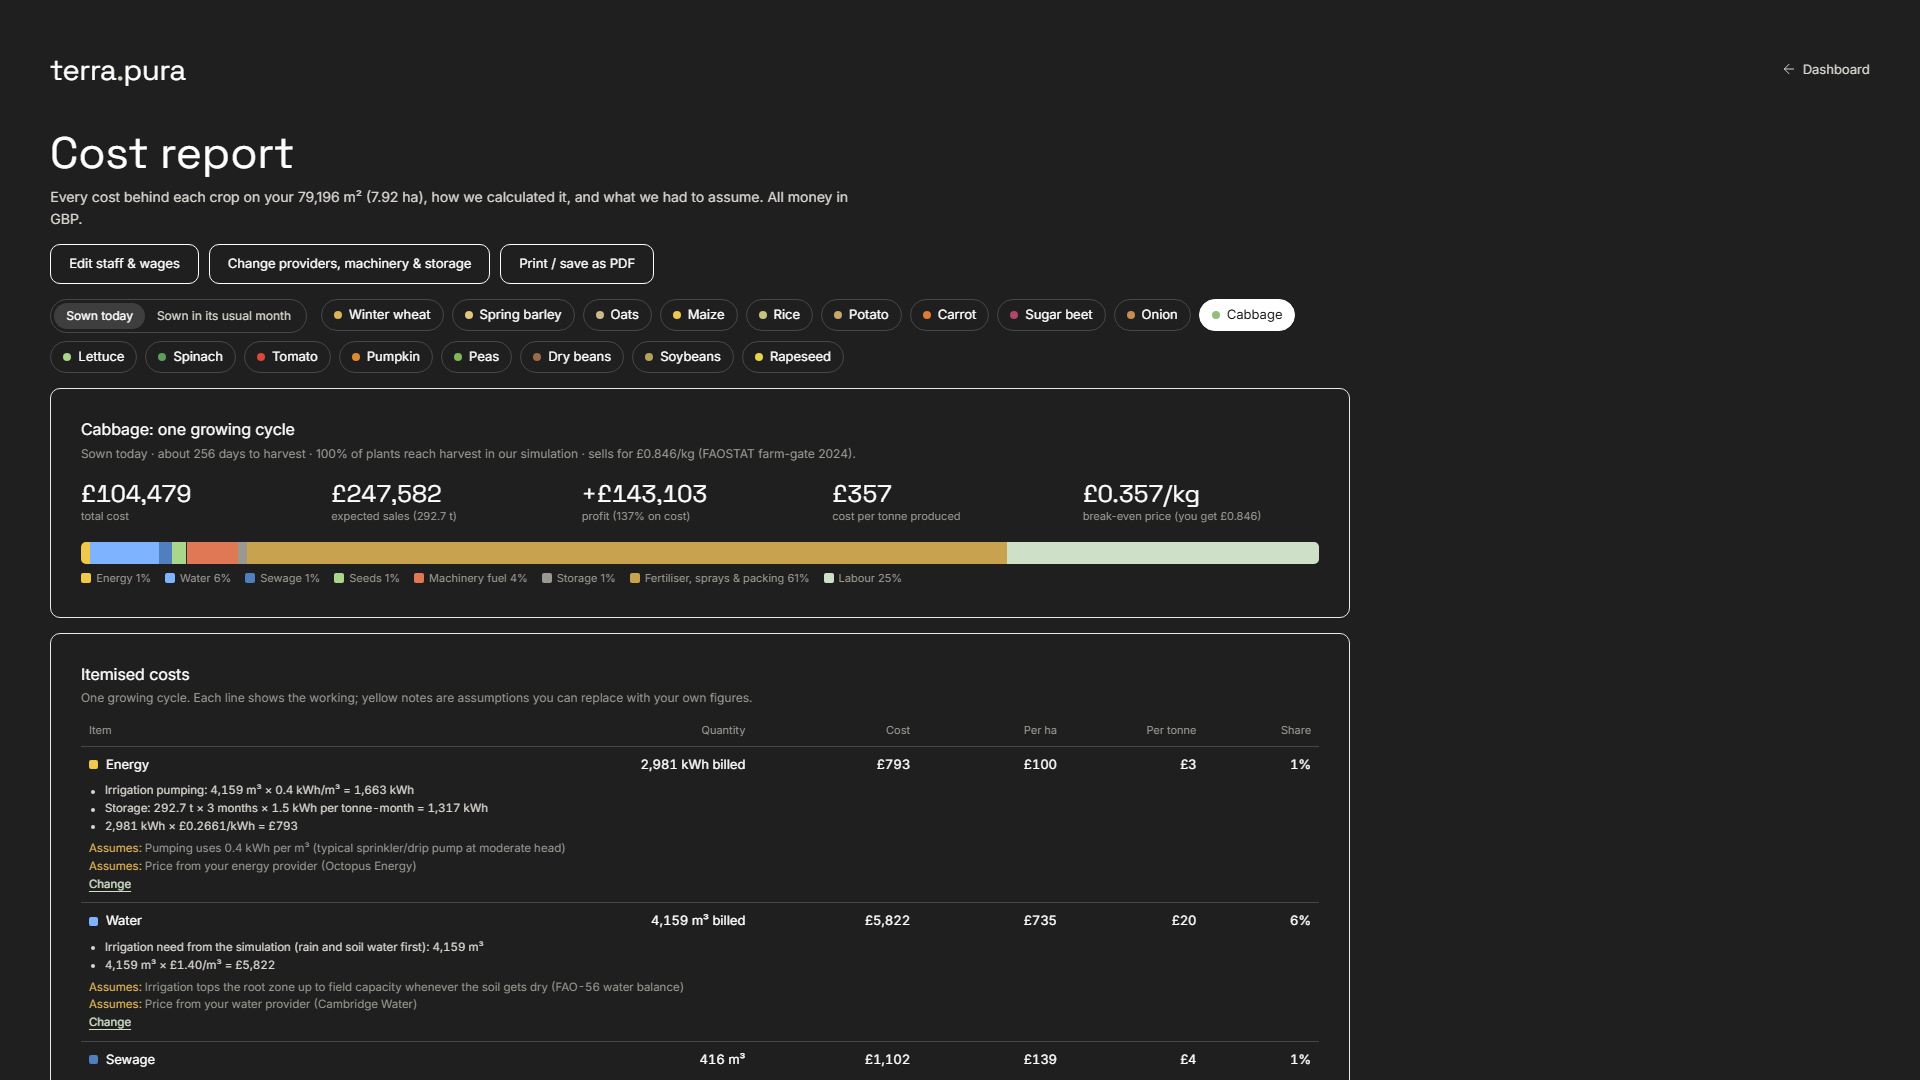 terra.pura
← Dashboard
Cost report
Every cost behind each crop on your 79,196 m² (7.92 ha), how we calculated it, and what we had to assume. All money in
GBP.
Edit staff & wages
Change providers, machinery & storage
Print / save as PDF
Sown today
Sown in its usual month
Winter wheat
Spring barley
Oats
Maize
Rice
Potato
Carrot
Sugar beet
Onion
Cabbage
Lettuce
Spinach
Tomato
Pumpkin
Peas
Dry beans
Soybeans
Rapeseed
Cabbage: one growing cycle
Sown today · about 256 days to harvest · 100% of plants reach harvest in our simulation · sells for £0.846/kg (FAOSTAT farm-gate 2024).
£104,479
total cost
£247,582
expected sales (292.7 t)
+£143,103
profit (137% on cost)
£357
cost per tonne produced
£0.357/kg
break-even price (you get £0.846)
Energy 1%
Water 6%
Sewage 1%
Seeds 1%
Machinery fuel 4%
Storage 1%
Fertiliser, sprays & packing 61%
Labour 25%
Itemised costs
One growing cycle. Each line shows the working; yellow notes are assumptions you can replace with your own figures.
Item Quantity Cost Per ha Per tonne Share
Energy 2,981 kWh billed £793 £100 £3 1%
• Irrigation pumping: 4,159 m³ × 0.4 kWh/m³ = 1,663 kWh
• Storage: 292.7 t × 3 months × 1.5 kWh per tonne-month = 1,317 kWh
• 2,981 kWh × £0.2661/kWh = £793
Assumes: Pumping uses 0.4 kWh per m³ (typical sprinkler/drip pump at moderate head)
Assumes: Price from your energy provider (Octopus Energy)
Change
Water 4,159 m³ billed £5,822 £735 £20 6%
• Irrigation need from the simulation (rain and soil water first): 4,159 m³
• 4,159 m³ × £1.40/m³ = £5,822
Assumes: Irrigation tops the root zone up to field capacity whenever the soil gets dry (FAO-56 water balance)
Assumes: Price from your water provider (Cambridge Water)
Change
Sewage 416 m³ £1,102 £139 £4 1%